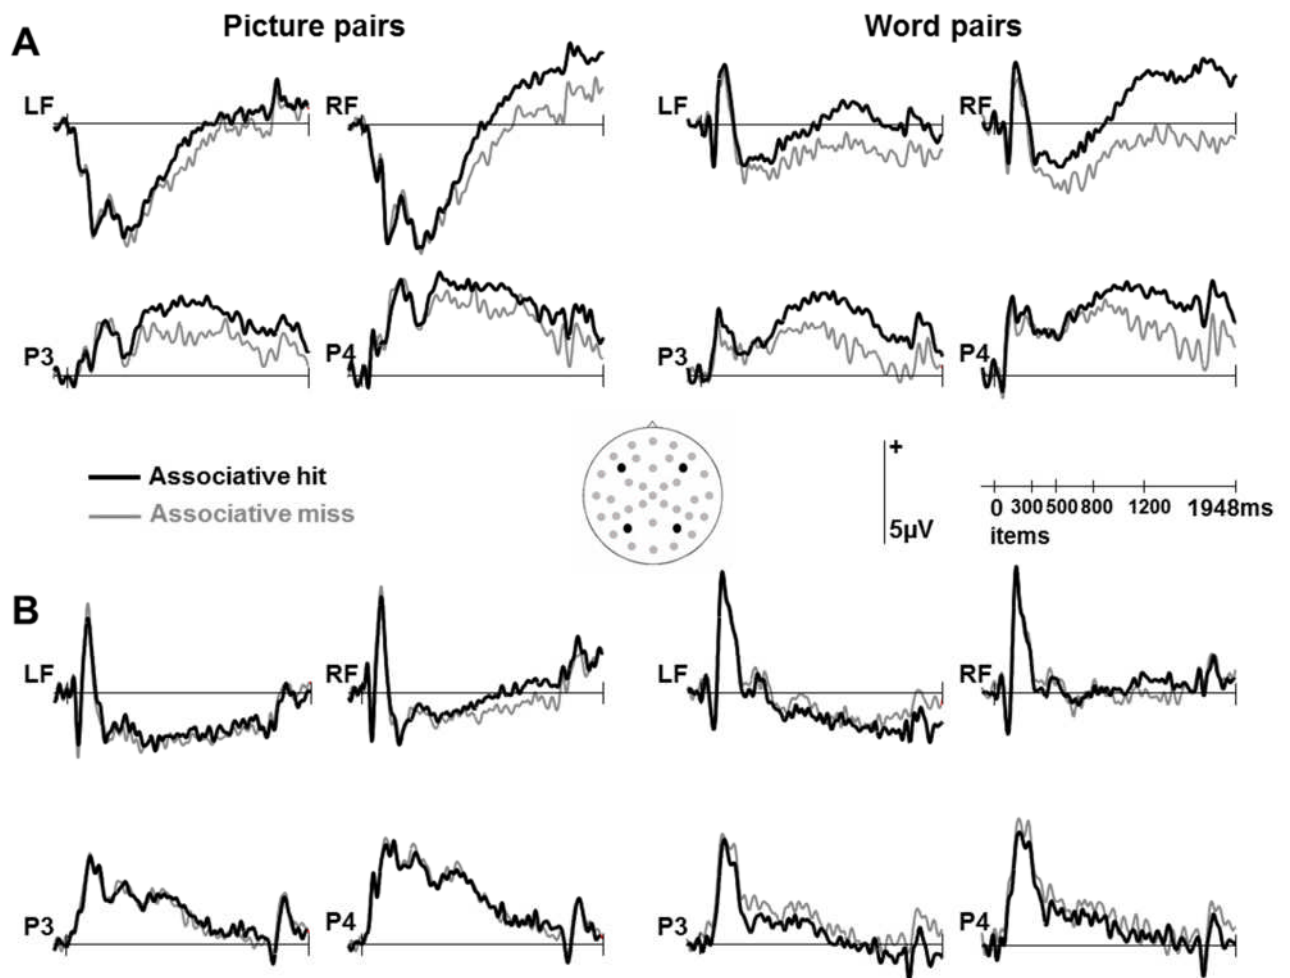 A
Picture pairs
Word pairs
LF
RF
LF
RF
P3
P4
P3
P4
Associative hit
Associative miss
+
5µV
0 300 500 800 1200 1948ms
items
B
LF
RF
LF
RF
P3
P4
P3
P4